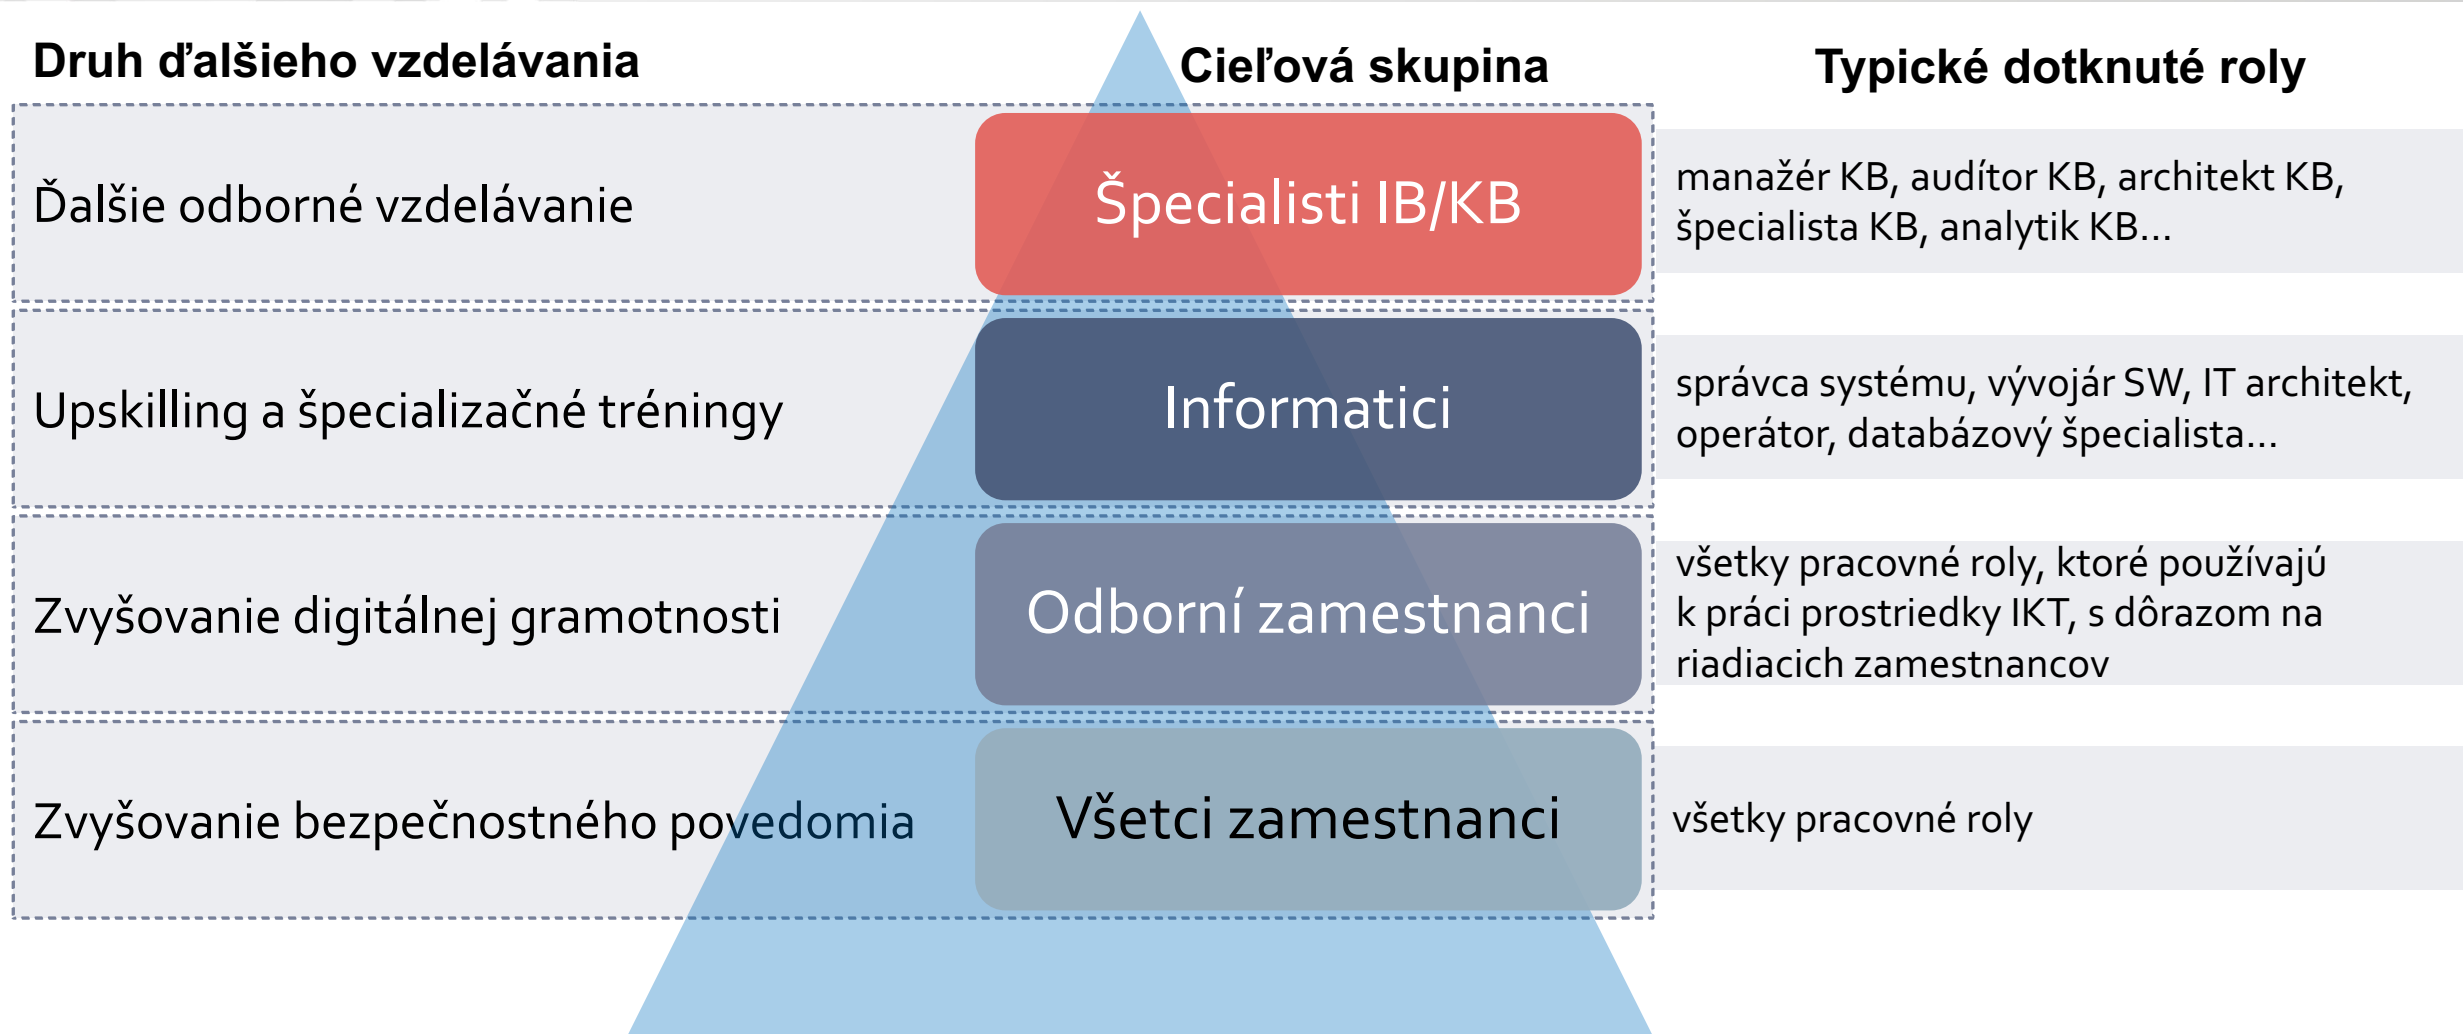 Druh ďalšieho vzdelávania
Cieľová skupina
Typické dotknuté roly
Ďalšie odborné vzdelávanie
Špecialisti IB/KB
manažér KB, audítor KB, architekt KB,
špecialista KB, analytik KB...
Upskilling a špecializačné tréningy
Informatici
správca systému, vývojár SW, IT architekt,
operátor, databázový špecialista...
Zvyšovanie digitálnej gramotnosti
Odborní zamestnanci
všetky pracovné roly, ktoré používajú
k práci prostriedky IKT, s dôrazom na
riadiacich zamestnancov
Zvyšovanie bezpečnostného povedomia
Všetci zamestnanci
všetky pracovné roly